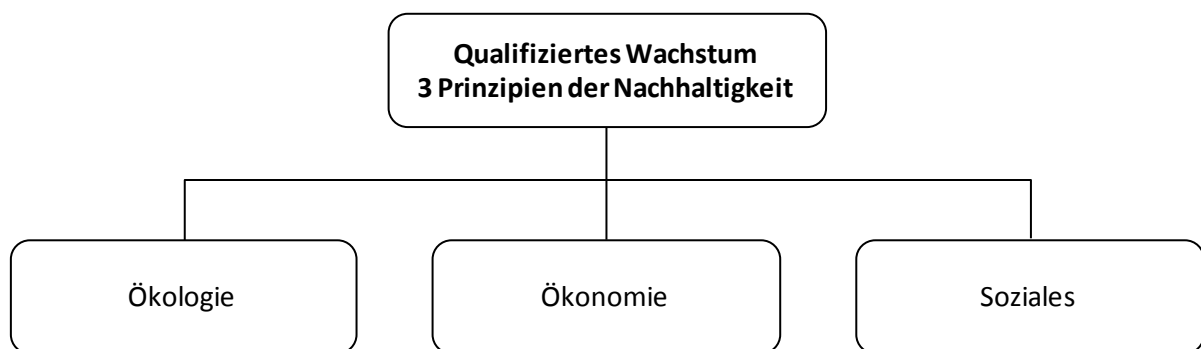 Qualifiziertes Wachstum
3 Prinzipien der Nachhaltigkeit
Ökologie
Ökonomie
Soziales